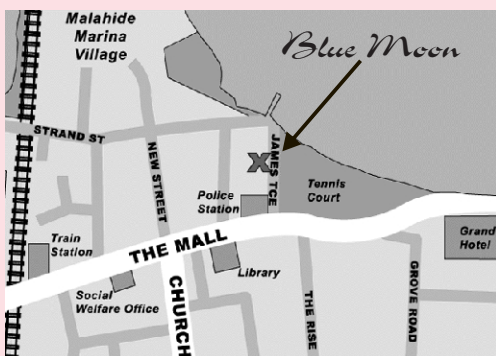 Malahide
Marina
Village
Blue Moon
STRAND ST
NEW STREET
JAMES TCE
Police
Station
Tennis
Court
Train
Station
THE MALL
Grand
Hotel
Library
Social
Welfare Office
CHURCH
THE RISE
GROVE ROAD